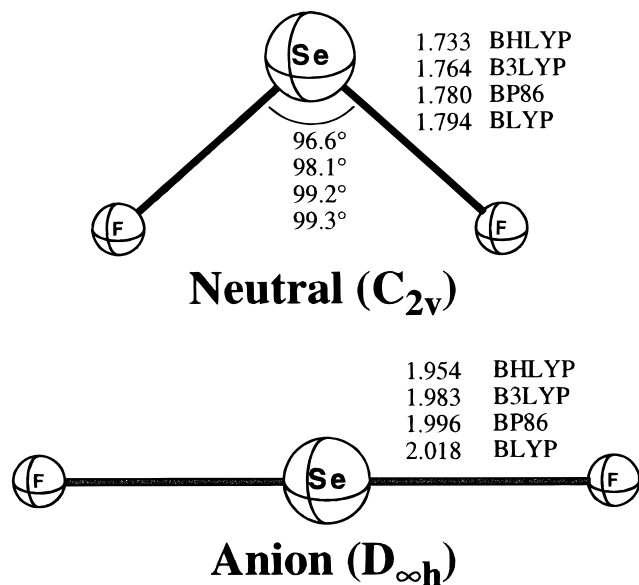 Se
1.733 BHLYP
1.764 B3LYP
1.780 BP86
1.794 BLYP
96.6°
98.1°
99.2°
99.3°
F
F
Neutral (C2v)
1.954 BHLYP
1.983 B3LYP
1.996 BP86
2.018 BLYP
F
Se
F
Anion (D∞h)